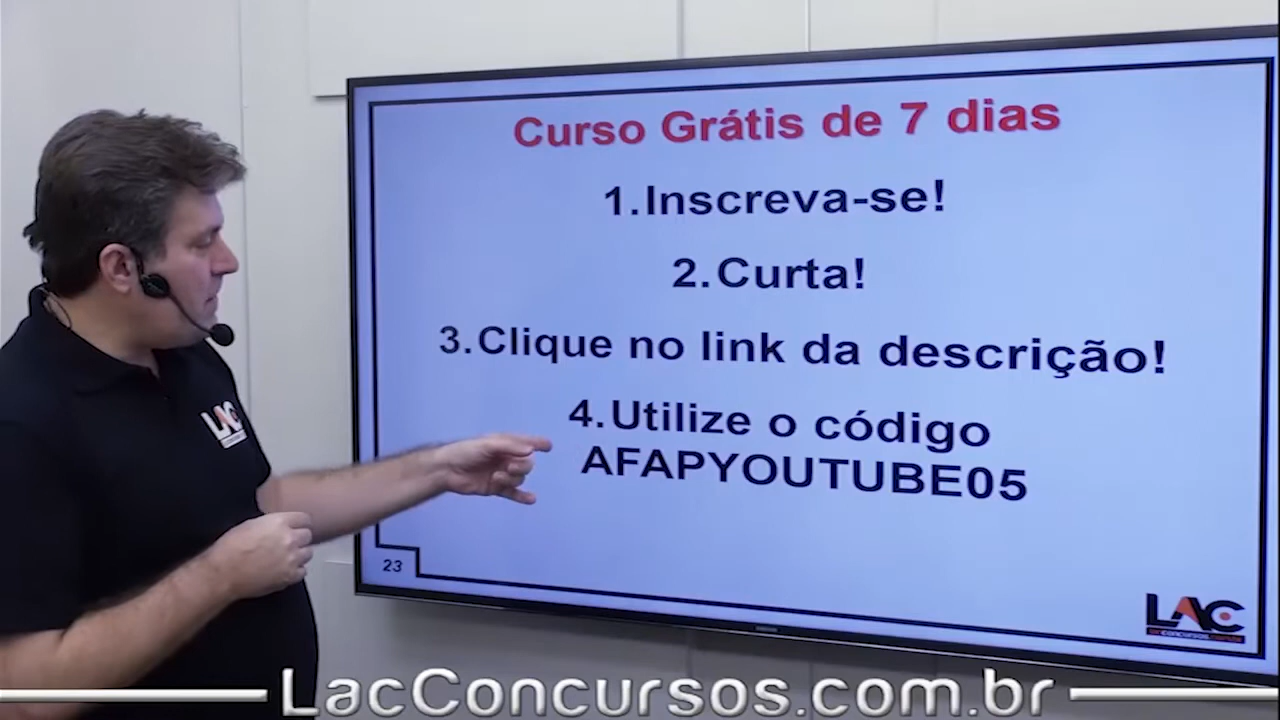 Curso Grátis de 7 dias
1.Inscreva-se!
2.Curta!
3.Clique no link da descrição!
4.Utilize o código
AFAPYOUTUBE05
LAC
23
LAC
LacConcursos.com.br